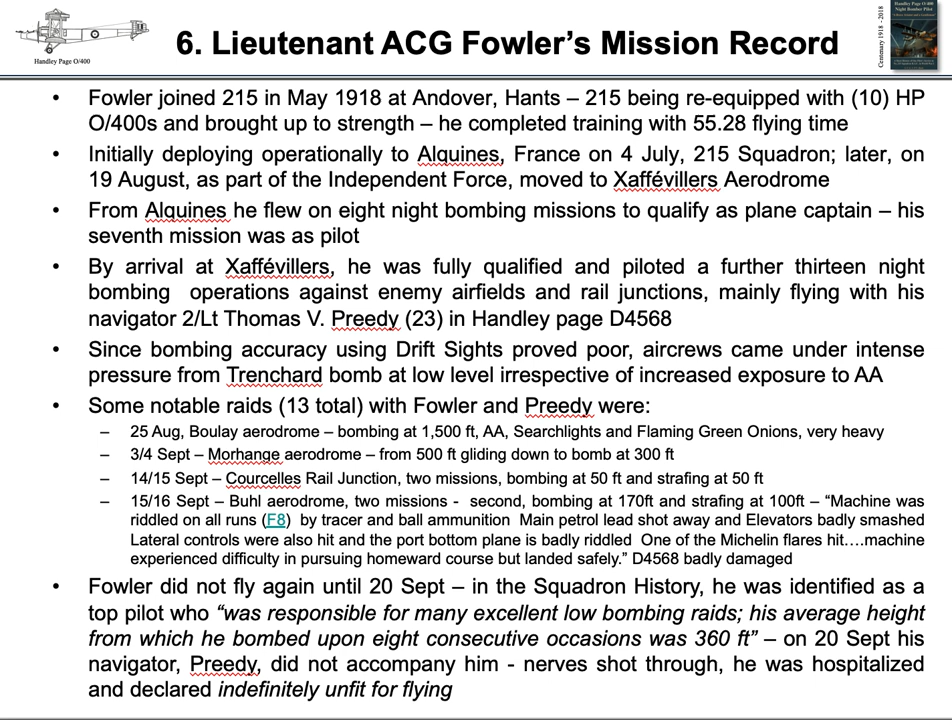 Handley Page O/400
6. Lieutenant ACG Fowler's Mission Record
Centenary 1918 - 2018
Handley Page O/400
Night Bomber Pilot
• Fowler joined 215 in May 1918 at Andover, Hants – 215 being re-equipped with (10) HP
O/400s and brought up to strength – he completed training with 55.28 flying time
• Initially deploying operationally to Alquines, France on 4 July, 215 Squadron; later, on
19 August, as part of the Independent Force, moved to Xaffévillers Aerodrome
• From Alquines he flew on eight night bombing missions to qualify as plane captain – his
seventh mission was as pilot
• By arrival at Xaffévillers, he was fully qualified and piloted a further thirteen night
bombing operations against enemy airfields and rail junctions, mainly flying with his
navigator 2/Lt Thomas V. Preedy (23) in Handley page D4568
• Since bombing accuracy using Drift Sights proved poor, aircrews came under intense
pressure from Trenchard bomb at low level irrespective of increased exposure to AA
• Some notable raids (13 total) with Fowler and Preedy were:
– 25 Aug, Boulay aerodrome – bombing at 1,500 ft, AA, Searchlights and Flaming Green Onions, very heavy
– 3/4 Sept – Morhange aerodrome – from 500 ft gliding down to bomb at 300 ft
– 14/15 Sept – Courcelles Rail Junction, two missions, bombing at 50 ft and strafing at 50 ft
– 15/16 Sept – Buhl aerodrome, two missions - second, bombing at 170ft and strafing at 100ft – “Machine was
riddled on all runs (F8) by tracer and ball ammunition Main petrol lead shot away and Elevators badly smashed
Lateral controls were also hit and the port bottom plane is badly riddled One of the Michelin flares hit….machine
experienced difficulty in pursuing homeward course but landed safely.” D4568 badly damaged
• Fowler did not fly again until 20 Sept – in the Squadron History, he was identified as a
top pilot who “was responsible for many excellent low bombing raids; his average height
from which he bombed upon eight consecutive occasions was 360 ft” – on 20 Sept his
navigator, Preedy, did not accompany him - nerves shot through, he was hospitalized
and declared indefinitely unfit for flying